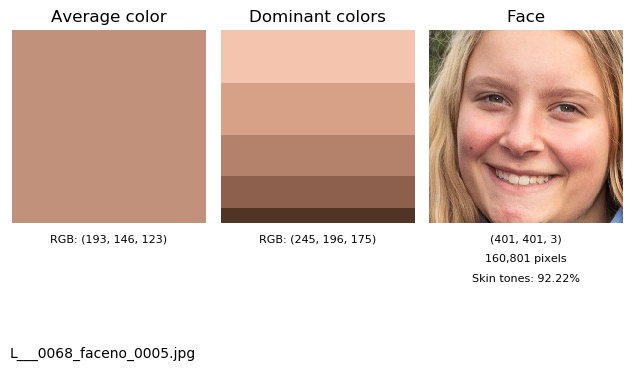 Average color
Dominant colors
Face
RGB: (193, 146, 123)
RGB: (245, 196, 175)
(401, 401, 3)
160,801 pixels
Skin tones: 92.22%
L___0068_faceno_0005.jpg